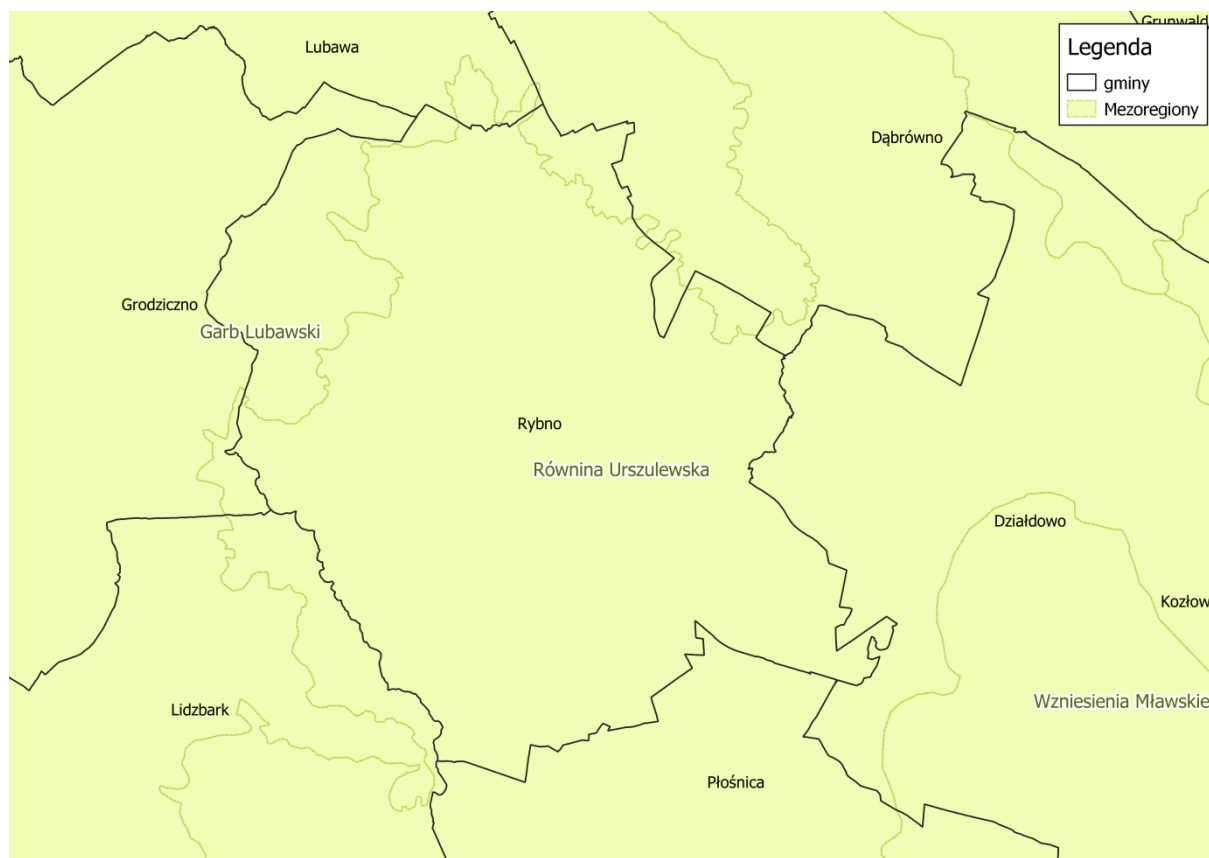 Grunwald
Lubawa
Legenda
gminy
Mezoregiony
Dąbrówno
Grodziczno
Garb Lubawski
Rybno
Równina Urszulewska
Działdowo
Kozłow
Wzniesienia Mławskie
Lidzbark
Płośnica